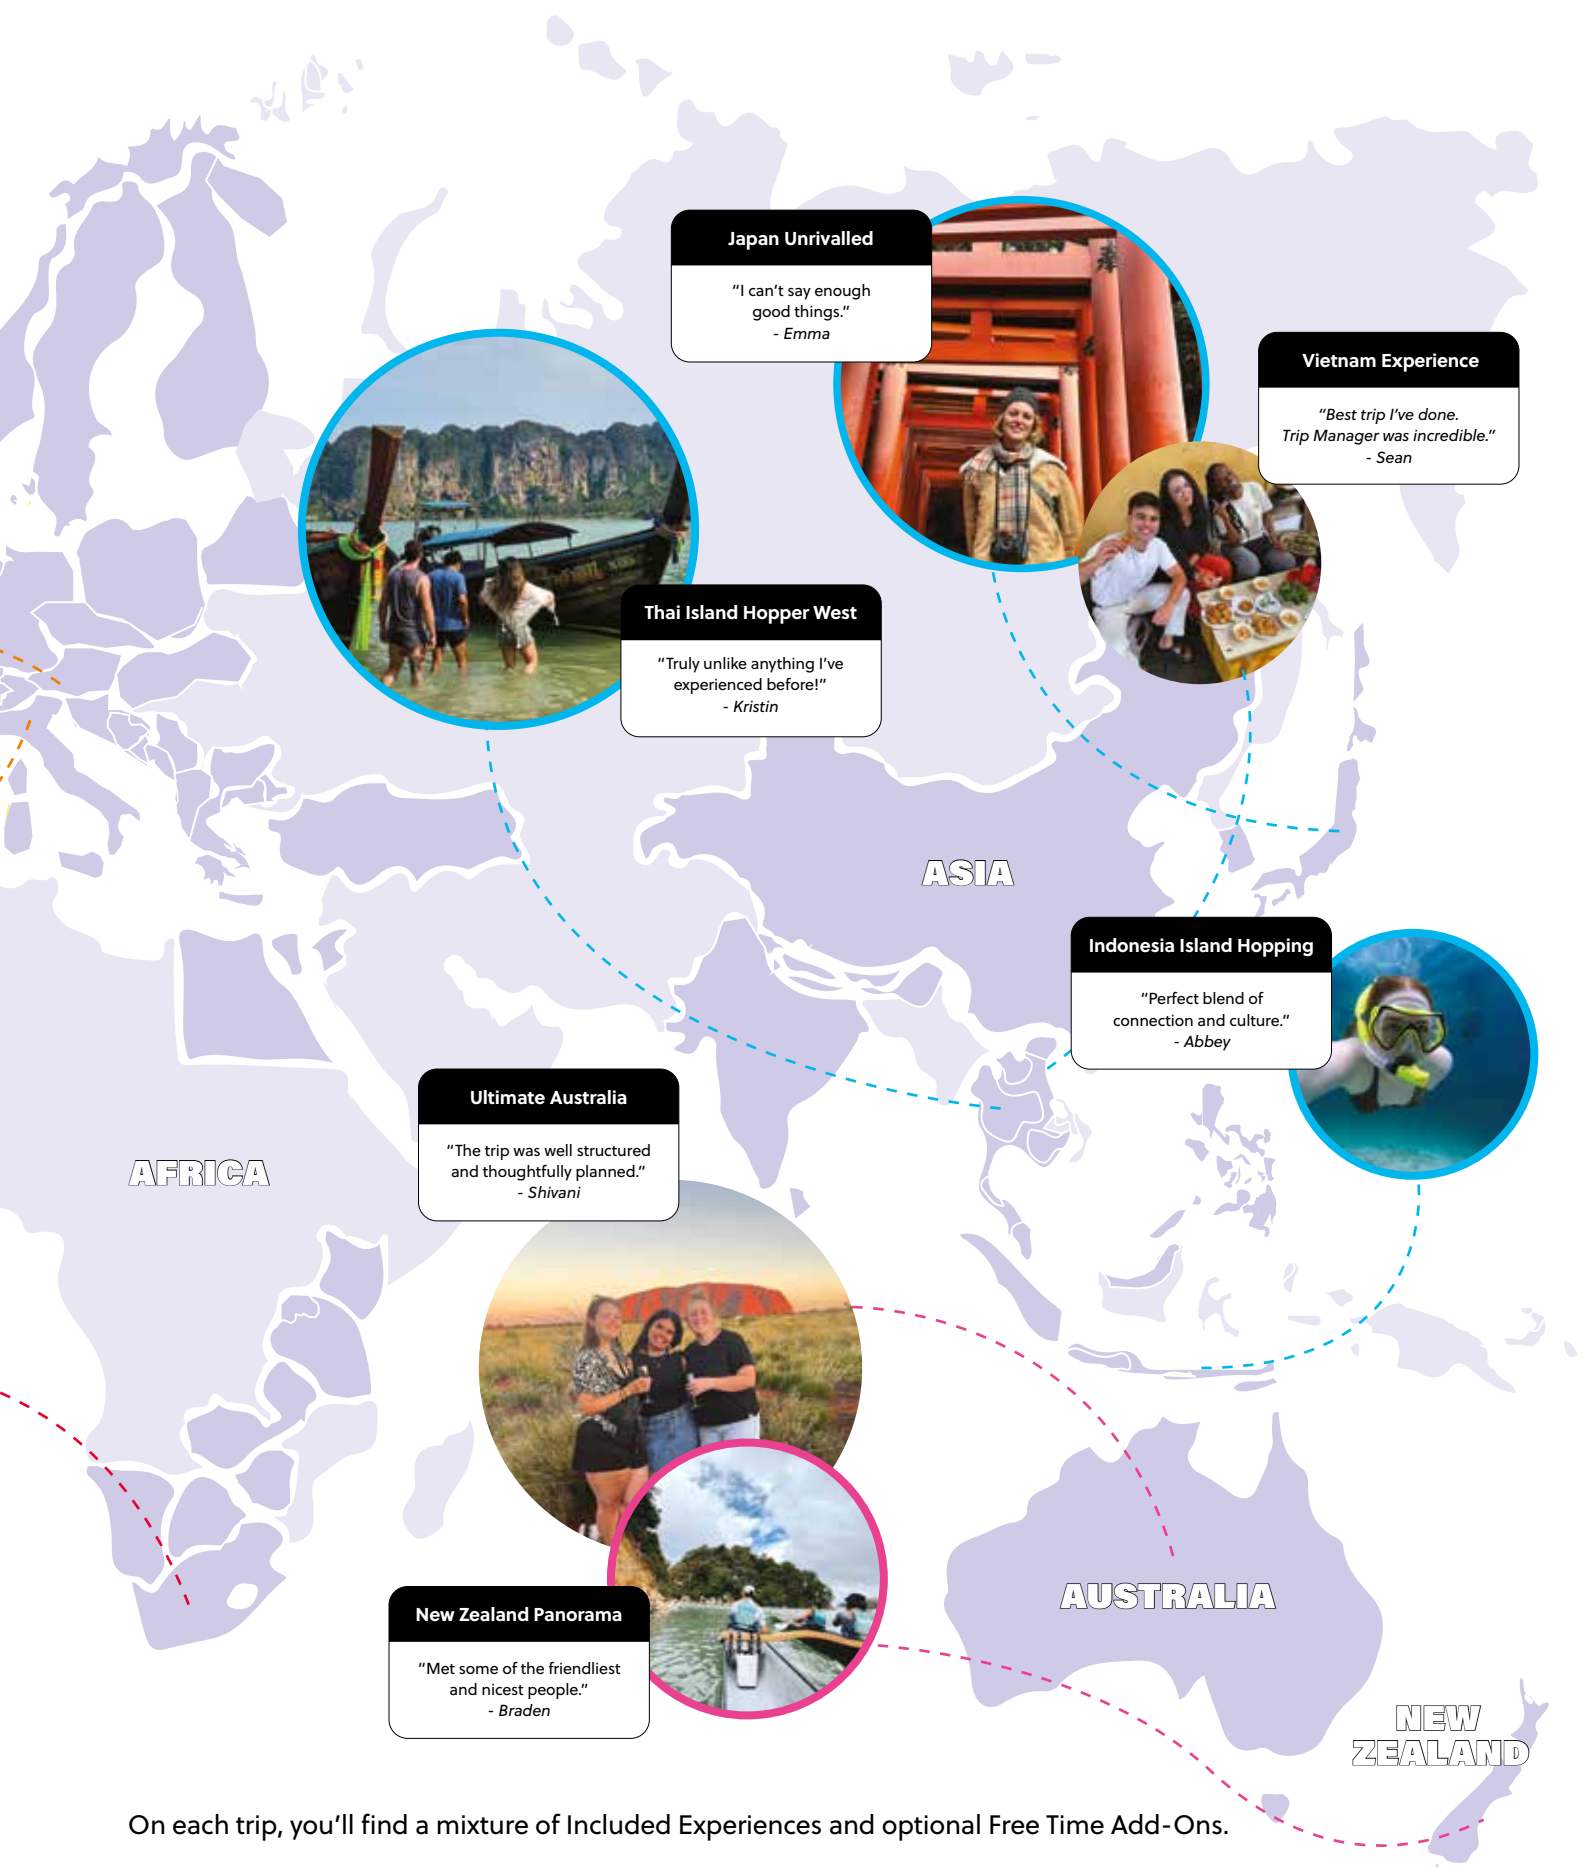 Japan Unrivalled
“I can’t say enough
good things.”
- Emma
Vietnam Experience
“Best trip I’ve done.
Trip Manager was incredible.”
- Sean
Thai Island Hopper West
“Truly unlike anything I’ve
experienced before!”
- Kristin
ASIA
Indonesia Island Hopping
“Perfect blend of
connection and culture.”
- Abbey
Ultimate Australia
“The trip was well structured
and thoughtfully planned.”
- Shivani
AFRICA
New Zealand Panorama
“Met some of the friendliest
and nicest people.”
- Braden
AUSTRALIA
NEW
ZEALAND
On each trip, you’ll find a mixture of Included Experiences and optional Free Time Add-Ons.